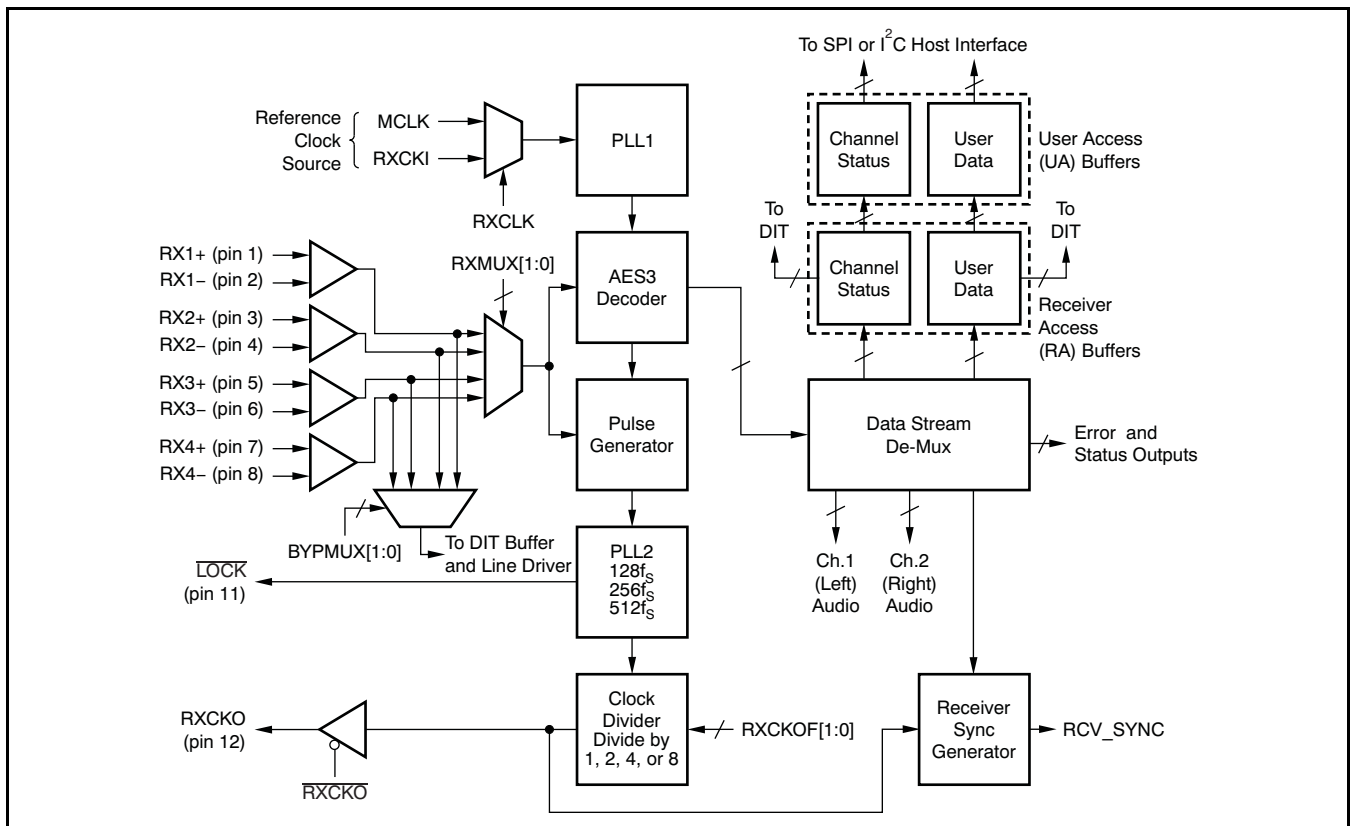 To SPI or I²C Host Interface
Reference
Clock
Source
MCLK
RXCKI
RXCLK
PLL1
Channel
Status
User
Data
User Access
(UA) Buffers
To
DIT
Channel
Status
User
Data
To
DIT
Receiver
Access
(RA) Buffers
RX1+ (pin 1)
RX1− (pin 2)
RX2+ (pin 3)
RX2− (pin 4)
RX3+ (pin 5)
RX3− (pin 6)
RX4+ (pin 7)
RX4− (pin 8)
RXMUX[1:0]
AES3
Decoder
Pulse
Generator
Data Stream
De-Mux
Error and
Status Outputs
BYPMUX[1:0]
To DIT Buffer
and Line Driver
LOCK
(pin 11)
PLL2
128fS
256fS
512fS
Ch.1
(Left)
Audio
Ch.2
(Right)
Audio
RXCKO
(pin 12)
RXCKO
Clock
Divider
Divide by
1, 2, 4, or 8
RXCKOF[1:0]
Receiver
Sync
Generator
RCV_SYNC